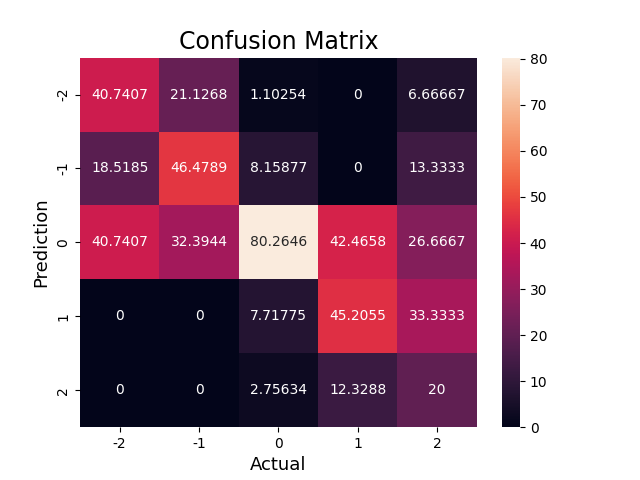 Confusion Matrix
-2 40.7407 21.1268 1.10254 0 6.66667
-1 18.5185 46.4789 8.15877 0 13.3333
0 40.7407 32.3944 80.2646 42.4658 26.6667
1 0 0 7.71775 45.2055 33.3333
2 0 0 2.75634 12.3288 20
-2 -1 0 1 2
Actual
Prediction
80
70
60
50
40
30
20
10
0